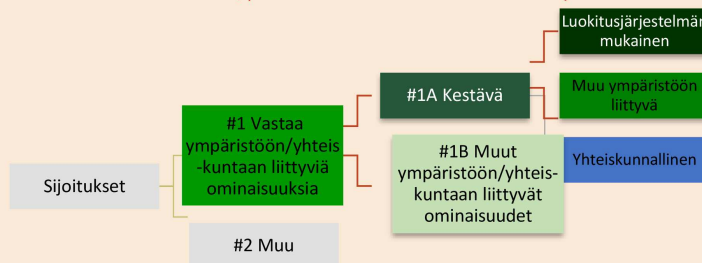 Luokitusjärjestelmän
mukainen
#1A Kestävä
Muu ympäristöön
liittyvä
#1 Vastaa
ympäristöön/yhteis
-kuntaan liittyviä
ominaisuuksia
#1B Muut
ympäristöön/yhteis-
kuntaan liittyvät
ominaisuudet
Yhteiskunnallinen
Sijoitukset
#2 Muu